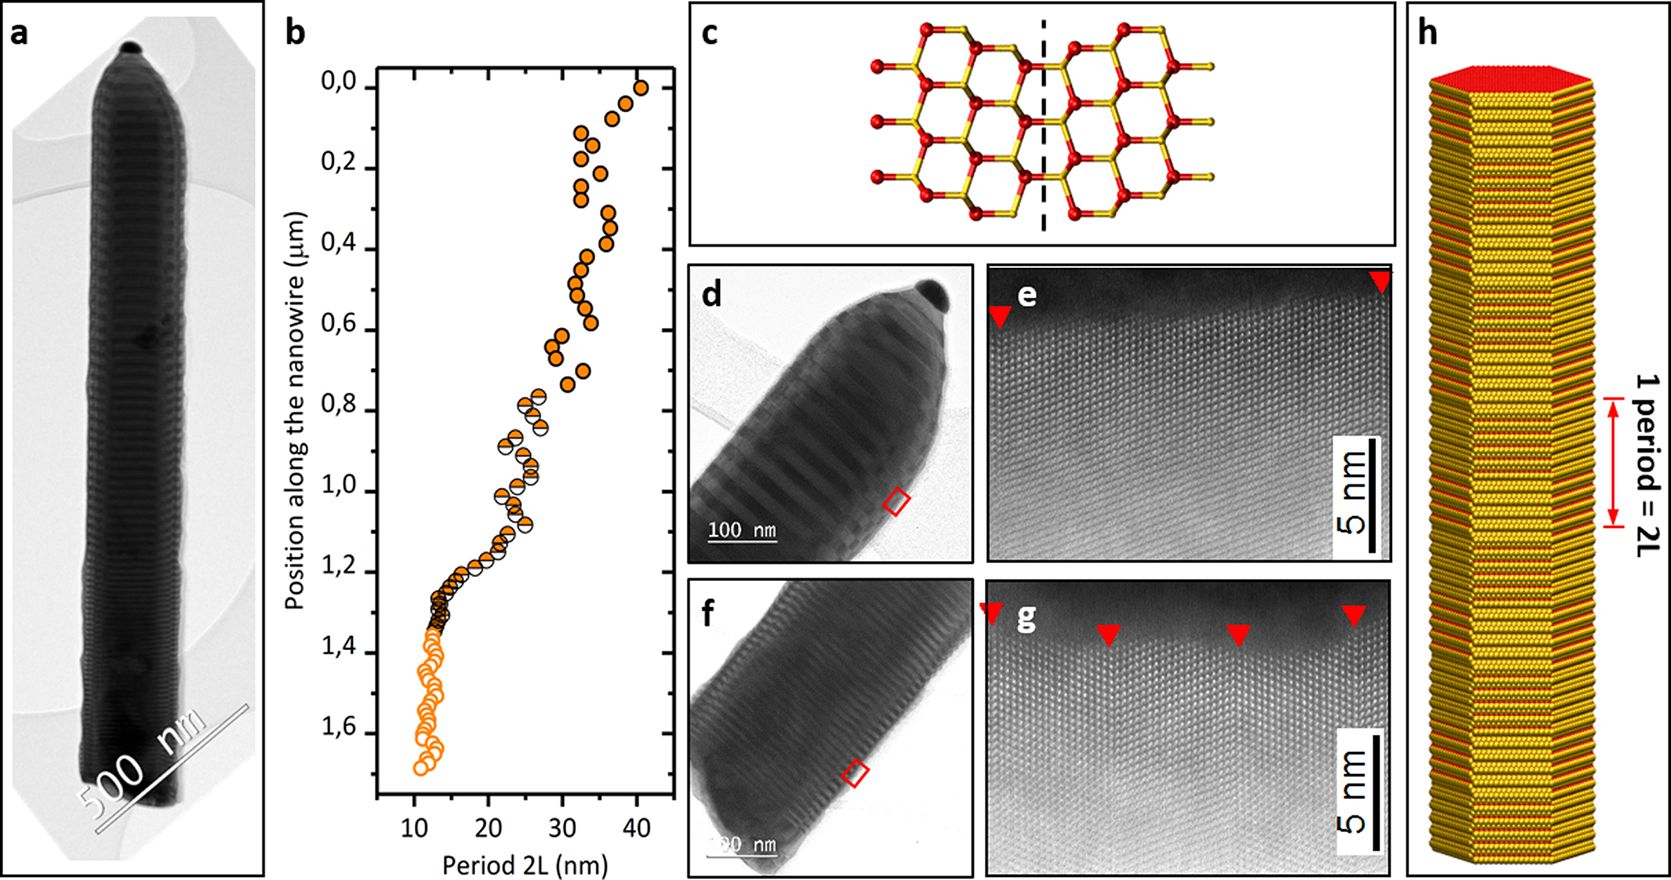 a
500 nm
b
0,0
0,2
0,4
0,6
0,8
1,0
1,2
1,4
1,6
Position along the nanowire (μm)
10 20 30 40
Period 2L (nm)
c
d
100 nm
e
5 nm
f
g
5 nm
h
1 period = 2L